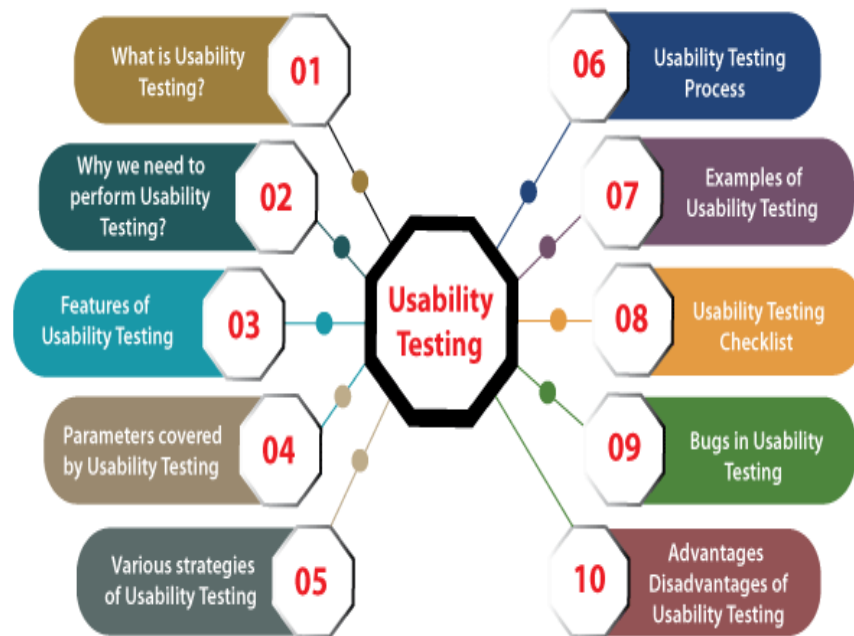 What is Usability
Testing?
01
Why we need to
perform Usability
Testing?
02
Features of
Usability Testing
03
Parameters covered
by Usability Testing
04
Various strategies
of Usability Testing
05
Usability
Testing
06
Usability Testing
Process
07
Examples of
Usability Testing
08
Usability Testing
Checklist
09
Bugs in Usability
Testing
10
Advantages
Disadvantages of
Usability Testing